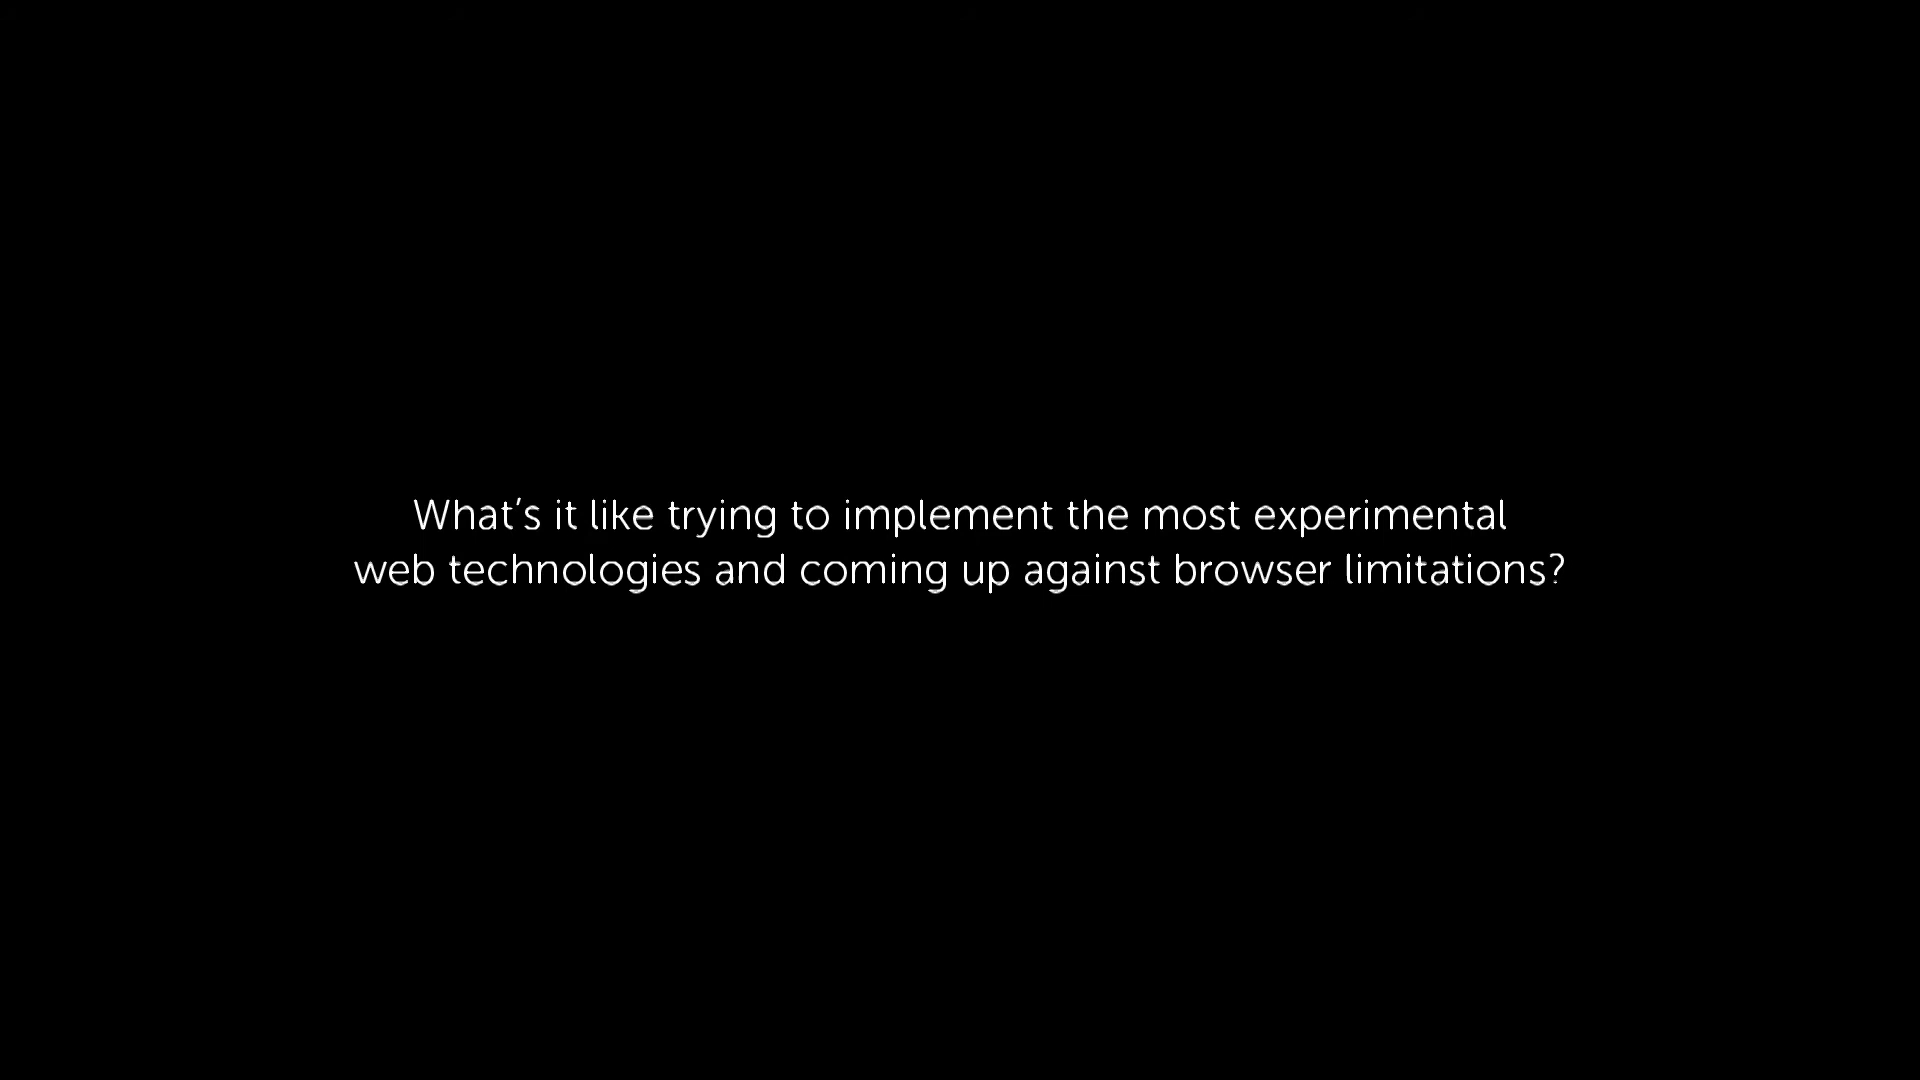 What's it like trying to implement the most experimental
web technologies and coming up against browser limitations?